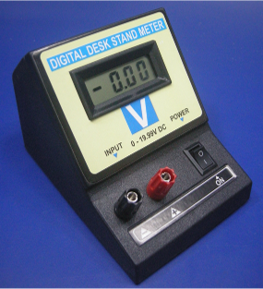 DIGITAL DESK STAND METER
- 0.00
V
INPUT 0 - 19.99V DC POWER
ON